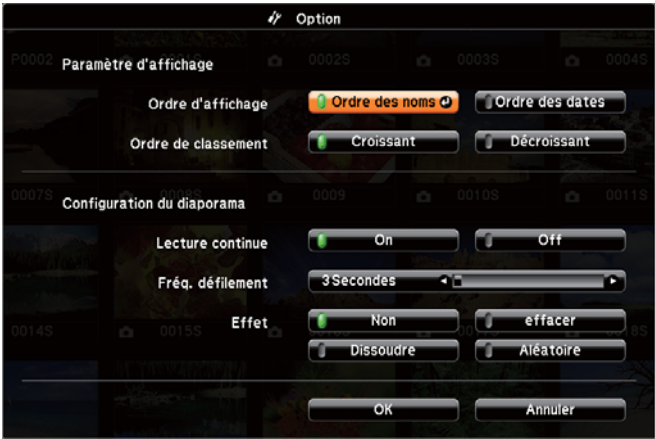 Option
P0002 0001S 0002S 0003S 0004S
Paramètre d'affichage
Ordre d'affichage Ordre des noms Ordre des dates
Ordre de classement Croissant Décroissant
0007S 0008S 0009 0010S 0011S
Configuration du diaporama
Lecture continue On Off
Fréq. défilement 3Secondes
Effet Non effacer
0014S 0015S
Dissoudre Aléatoire
OK Annuler